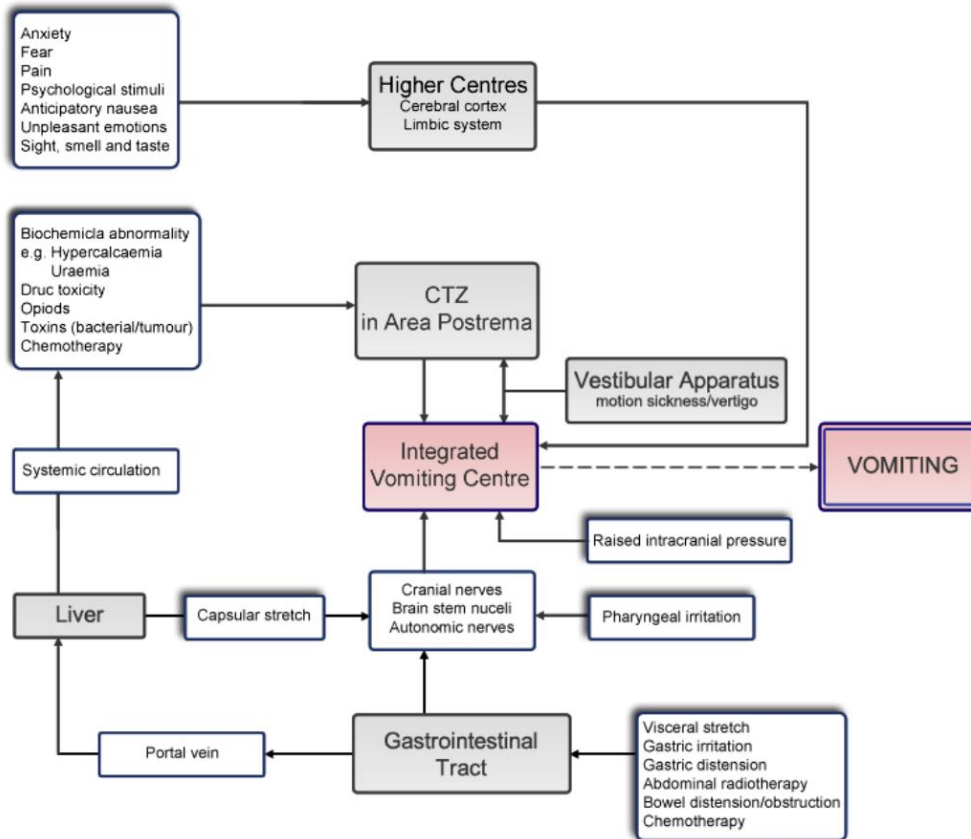 Anxiety
Fear
Pain
Psychological stimuli
Anticipatory nausea
Unpleasant emotions
Sight, smell and taste
Higher Centres
Cerebral cortex
Limbic system
Biochemicla abnormality
e.g. Hypercalcaemia
Uraemia
Druc toxicity
Opiods
Toxins (bacterial/tumour)
Chemotherapy
CTZ
in Area Postrema
Vestibular Apparatus
motion sickness/vertigo
Systemic circulation
Integrated
Vomiting Centre
VOMITING
Raised intracranial pressure
Liver
Capsular stretch
Cranial nerves
Brain stem nuceli
Autonomic nerves
Pharyngeal irritation
Portal vein
Gastrointestinal
Tract
Visceral stretch
Gastric irritation
Gastric distension
Abdominal radiotherapy
Bowel distension/obstruction
Chemotherapy